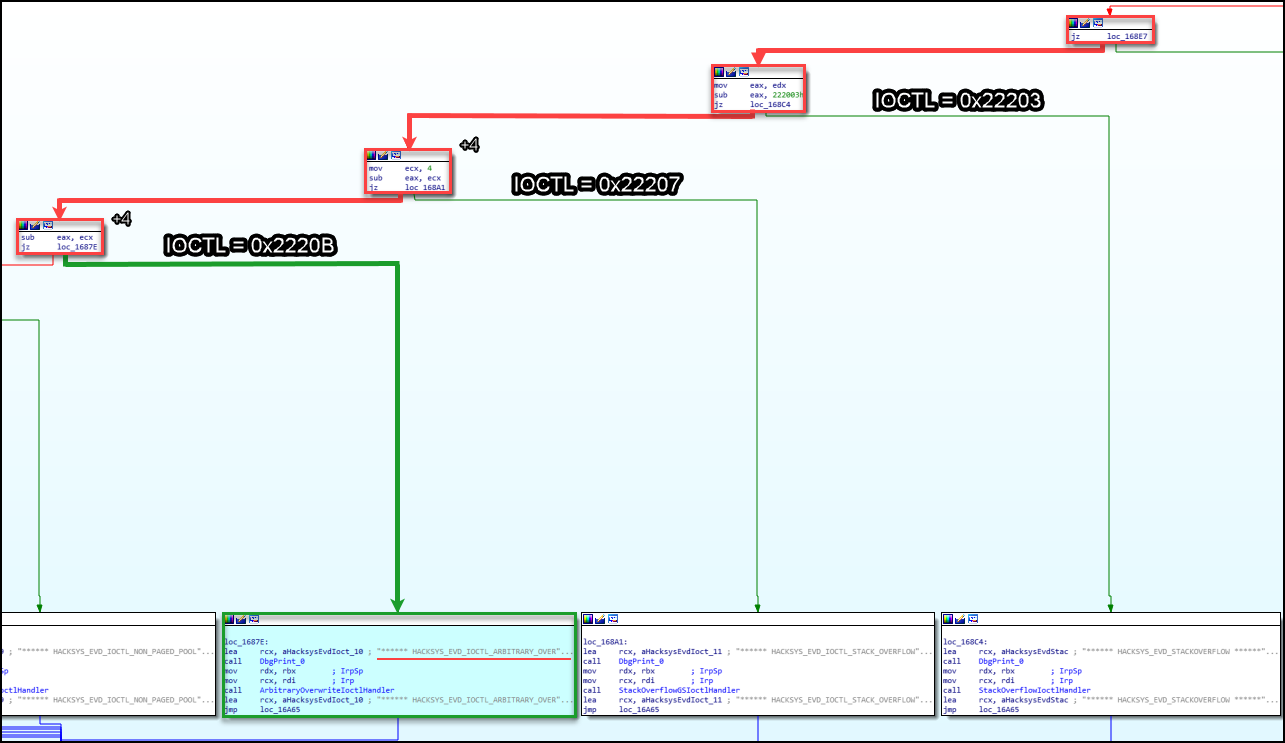 jz loc_168E7
mov eax, edx
sub eax, 222003h
jz loc_168C4
IOCTL = 0x22203
+4
mov ecx, 4
sub eax, ecx
jz loc_168A1
IOCTL = 0x22207
+4
sub eax, ecx
jz loc_1687E
IOCTL = 0x2220B
; "****** HACKSYS_EVD_IOCTL_NON_PAGED_POOL"...
Sp
octlHandler
; "****** HACKSYS_EVD_IOCTL_NON_PAGED_POOL"...
loc_1687E:
lea rcx, aHacksysEvdIoct_10 ; "****** HACKSYS_EVD_IOCTL_ARBITRARY_OVER"...
call DbgPrint_0
mov rdx, rbx ; IrpSp
mov rcx, rdi ; Irp
call ArbitraryOverwriteIoctlHandler
lea rcx, aHacksysEvdIoct_10 ; "****** HACKSYS_EVD_IOCTL_ARBITRARY_OVER"...
jmp loc_16A65
loc_168A1:
lea rcx, aHacksysEvdIoct_11 ; "****** HACKSYS_EVD_IOCTL_STACK_OVERFLOW"...
call DbgPrint_0
mov rdx, rbx ; IrpSp
mov rcx, rdi ; Irp
call StackOverflowGSIoctlHandler
lea rcx, aHacksysEvdIoct_11 ; "****** HACKSYS_EVD_IOCTL_STACK_OVERFLOW"...
jmp loc_16A65
loc_168C4:
lea rcx, aHacksysEvdStac ; "****** HACKSYS_EVD_STACKOVERFLOW ******"...
call DbgPrint_0
mov rdx, rbx ; IrpSp
mov rcx, rdi ; Irp
call StackOverflowIoctlHandler
lea rcx, aHacksysEvdStac ; "****** HACKSYS_EVD_STACKOVERFLOW ******"...
jmp loc_16A65